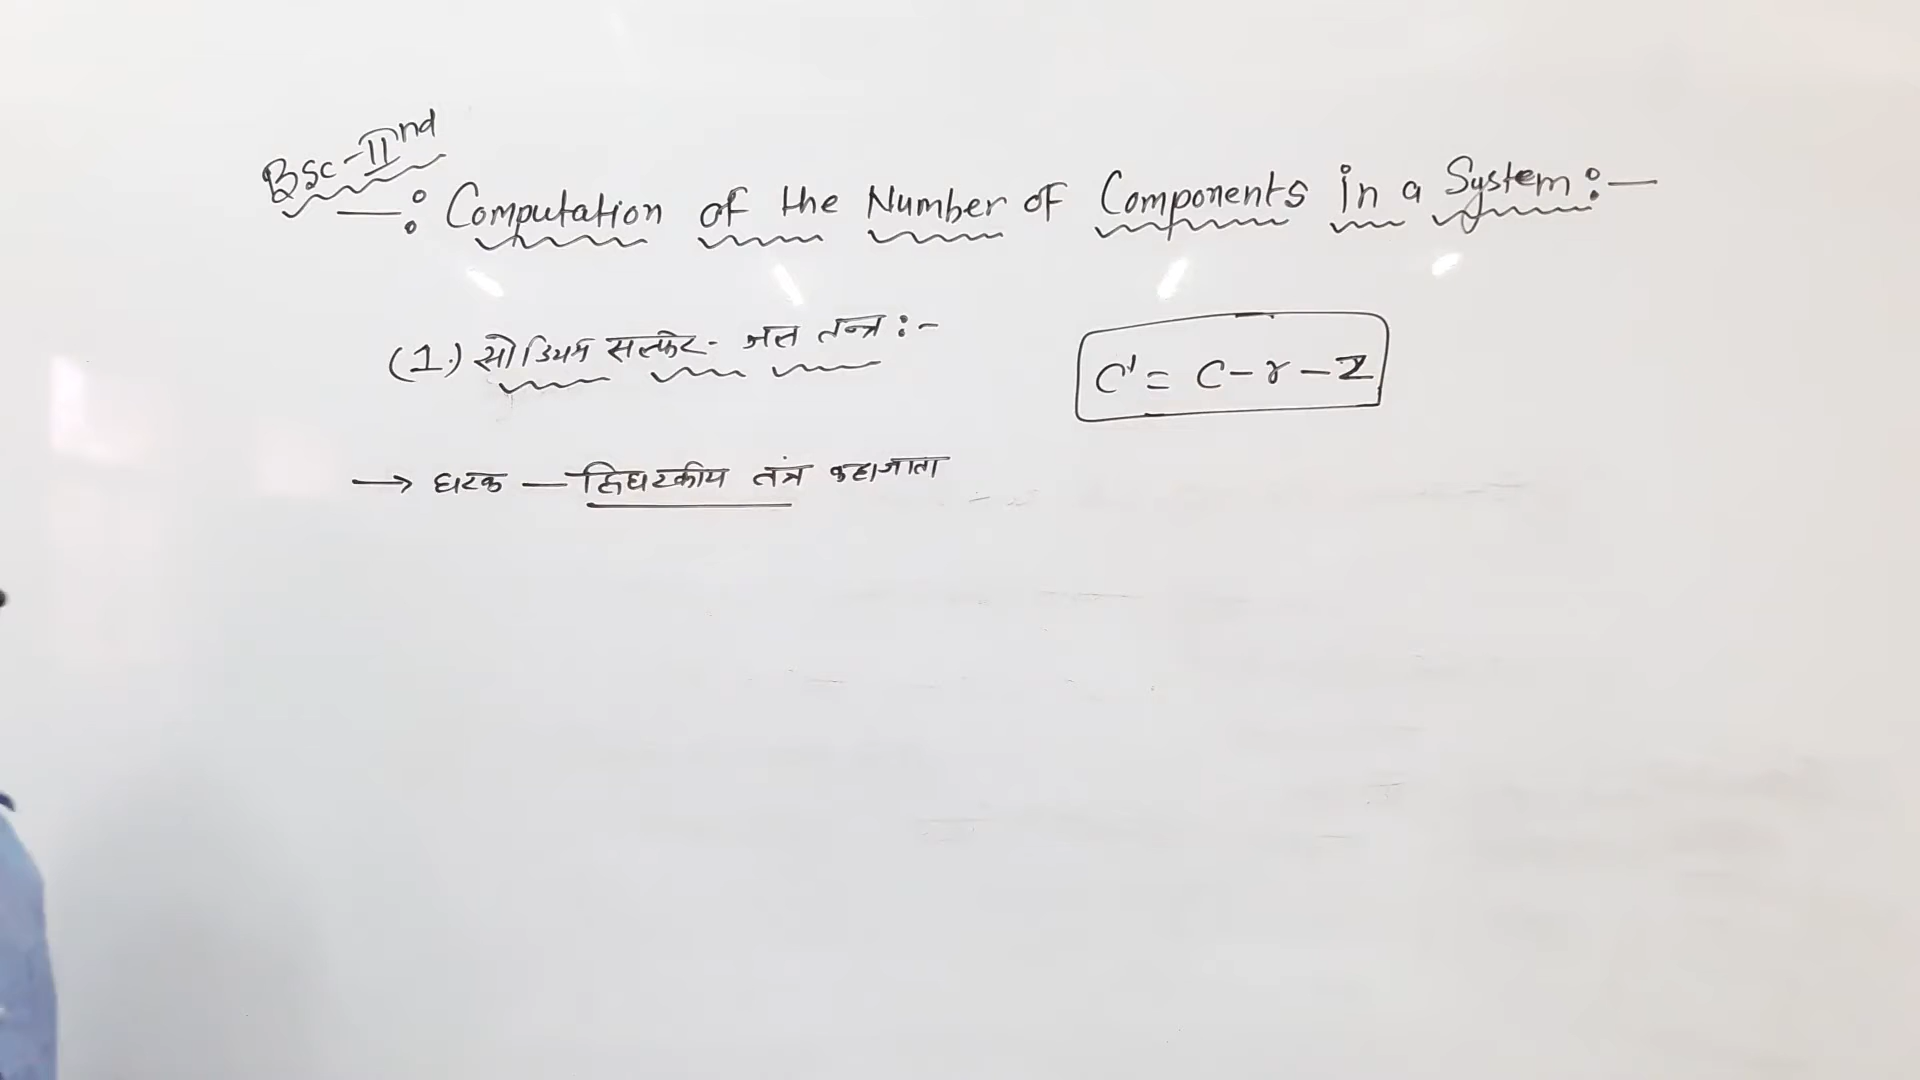 BSc-IInd
—: Computation of the Number of Components in a System :—
(1.) सोडियम सल्फेट- जल तन्त्र :-
C' = C - r - Z
→ घटक — द्विघटकीय तंत्र कहा जाता